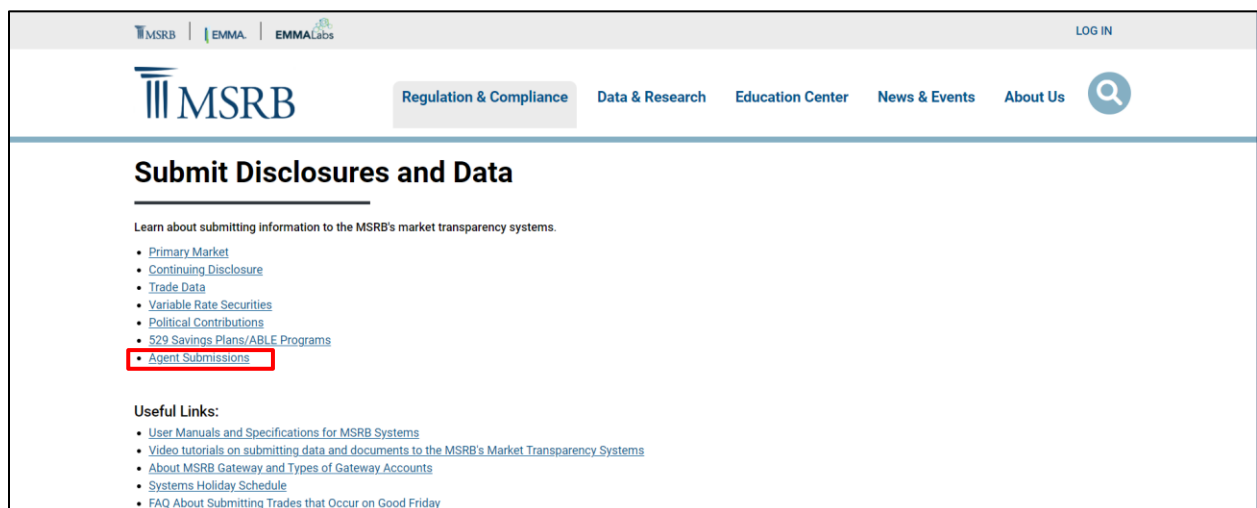 MSRB EMMA. EMMALabs LOG IN
MSRB Regulation & Compliance Data & Research Education Center News & Events About Us
Submit Disclosures and Data
Learn about submitting information to the MSRB's market transparency systems.
• Primary Market
• Continuing Disclosure
• Trade Data
• Variable Rate Securities
• Political Contributions
• 529 Savings Plans/ABLE Programs
• Agent Submissions
Useful Links:
• User Manuals and Specifications for MSRB Systems
• Video tutorials on submitting data and documents to the MSRB's Market Transparency Systems
• About MSRB Gateway and Types of Gateway Accounts
• Systems Holiday Schedule
• FAQ About Submitting Trades that Occur on Good Friday